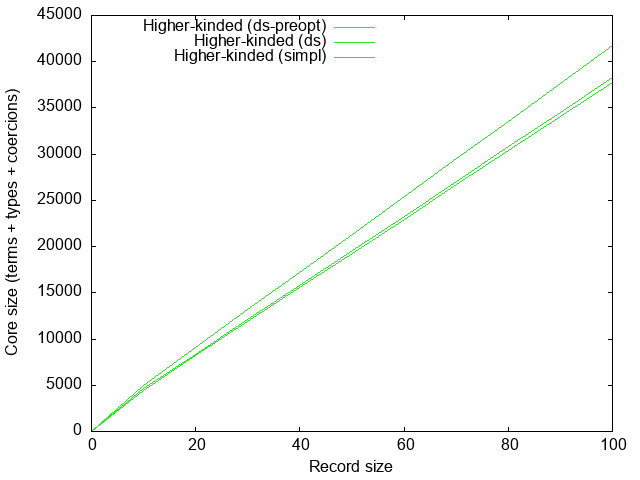 45000
40000
35000
30000
25000
20000
15000
10000
5000
0
Core size (terms + types + coercions)
Higher-kinded (ds-preopt)
Higher-kinded (ds)
Higher-kinded (simpl)
0 20 40 60 80 100
Record size